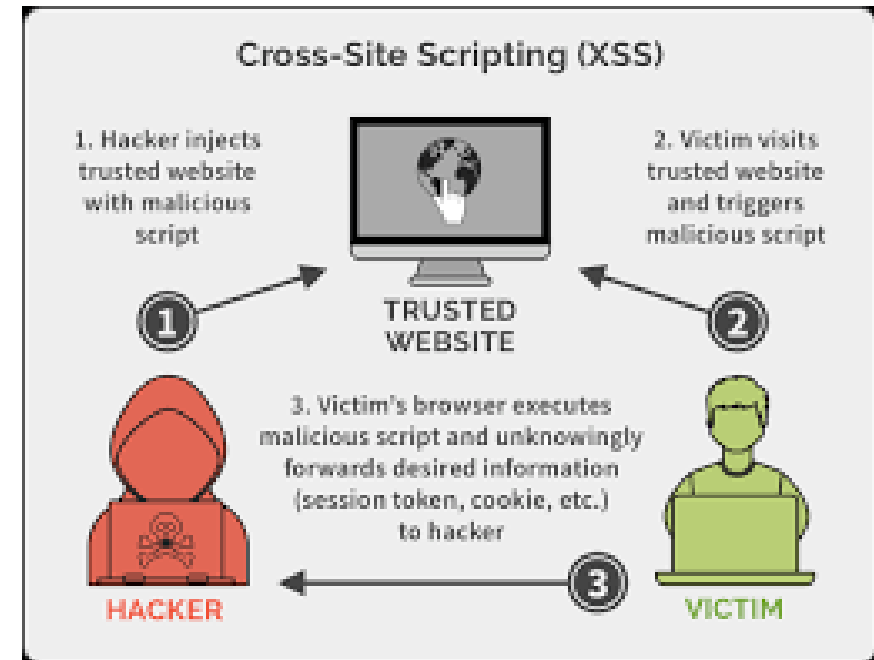 Cross-Site Scripting (XSS)
1. Hacker injects
trusted website
with malicious
script
2. Victim visits
trusted website
and triggers
malicious script
1
TRUSTED
WEBSITE
2
3. Victim's browser executes
malicious script and unknowingly
forwards desired information
(session token, cookie, etc.)
to hacker
3
HACKER
VICTIM